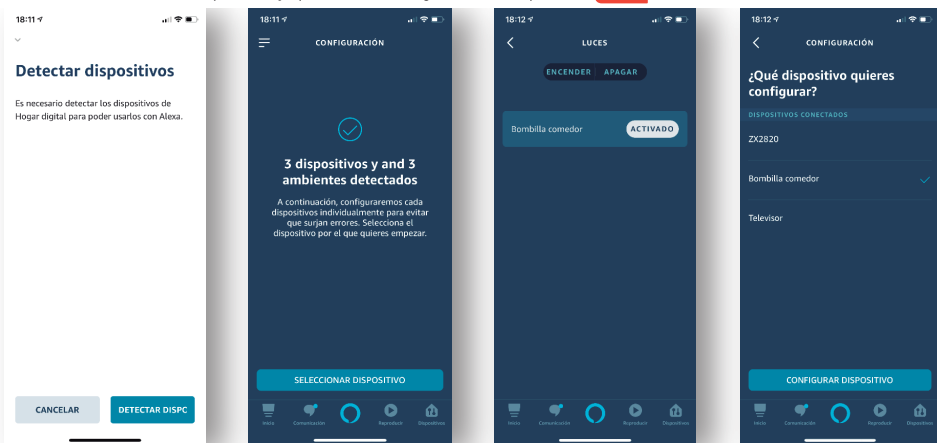 18:11
Detectar dispositivos
Es necesario detectar los dispositivos de
Hogar digital para poder usarlos con Alexa.
CANCELAR
DETECTAR DISPC
18:11
CONFIGURACIÓN
3 dispositivos y and 3
ambientes detectados
A continuación, configuraremos cada
dispositivos individualmente para evitar
que surjan errores. Selecciona el
dispositivo por el que quieres empezar.
SELECCIONAR DISPOSITIVO
Inicio Comunicación Reproducir Dispositivos
18:12
LUCES
ENCENDER APAGAR
Bombilla comedor ACTIVADO
Inicio Comunicación Reproducir Dispositivos
18:12
CONFIGURACIÓN
¿Qué dispositivo quieres
configurar?
DISPOSITIVOS CONECTADOS
ZX2820
Bombilla comedor
Televisor
CONFIGURAR DISPOSITIVO
Inicio Comunicación Reproducir Dispositivos